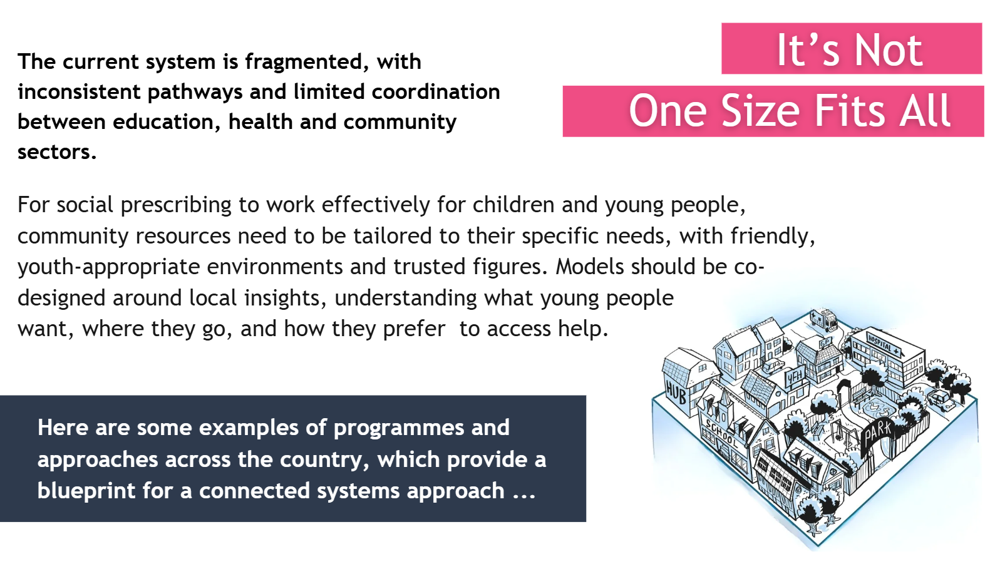 It’s Not
One Size Fits All
The current system is fragmented, with
inconsistent pathways and limited coordination
between education, health and community
sectors.
For social prescribing to work effectively for children and young people,
community resources need to be tailored to their specific needs, with friendly,
youth-appropriate environments and trusted figures. Models should be co-
designed around local insights, understanding what young people
want, where they go, and how they prefer  to access help.
Here are some examples of programmes and
approaches across the country, which provide a
blueprint for a connected systems approach ...
GP
HOSPITAL +
YFH
HUB
SCHOOL
PARK